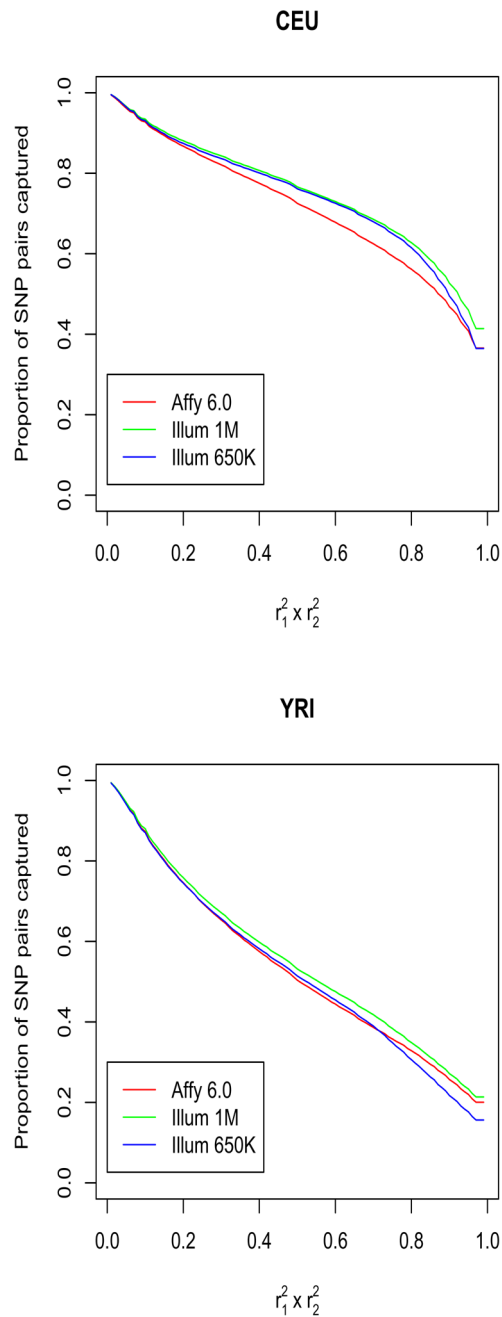 CEU
Proportion of SNP pairs captured
1.0
0.8
0.6
0.4
0.2
0.0
Affy 6.0
Illum 1M
Illum 650K
0.0 0.2 0.4 0.6 0.8 1.0
r₁² x r₂²
YRI
Proportion of SNP pairs captured
1.0
0.8
0.6
0.4
0.2
0.0
Affy 6.0
Illum 1M
Illum 650K
0.0 0.2 0.4 0.6 0.8 1.0
r₁² x r₂²